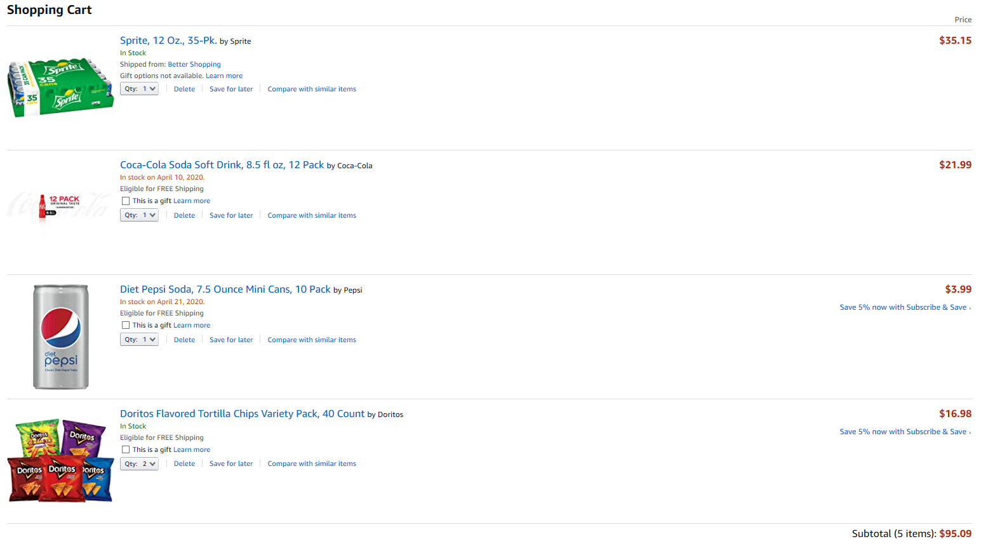 Shopping Cart
Price
Sprite, 12 Oz., 35-Pk. by Sprite
$35.15
In Stock
Shipped from: Better Shopping
Gift options not available. Learn more
Qty: 1 Delete Save for later Compare with similar items
Sprite
35 CAN PACK
35
cans
35
Sprite
Coca-Cola Soda Soft Drink, 8.5 fl oz, 12 Pack by Coca-Cola
$21.99
In stock on April 10, 2020.
Eligible for FREE Shipping
This is a gift Learn more
Qty: 1 Delete Save for later Compare with similar items
Coca-Cola
12 PACK
ORIGINAL TASTE
Diet Pepsi Soda, 7.5 Ounce Mini Cans, 10 Pack by Pepsi
$3.99
In stock on April 21, 2020.
Save 5% now with Subscribe & Save ›
Eligible for FREE Shipping
This is a gift Learn more
Qty: 1 Delete Save for later Compare with similar items
diet
pepsi
Doritos Flavored Tortilla Chips Variety Pack, 40 Count by Doritos
$16.98
In Stock
Save 5% now with Subscribe & Save ›
Eligible for FREE Shipping
This is a gift Learn more
Qty: 2 Delete Save for later Compare with similar items
Doritos
Doritos
Doritos
Doritos
Doritos
Subtotal (5 items): $95.09